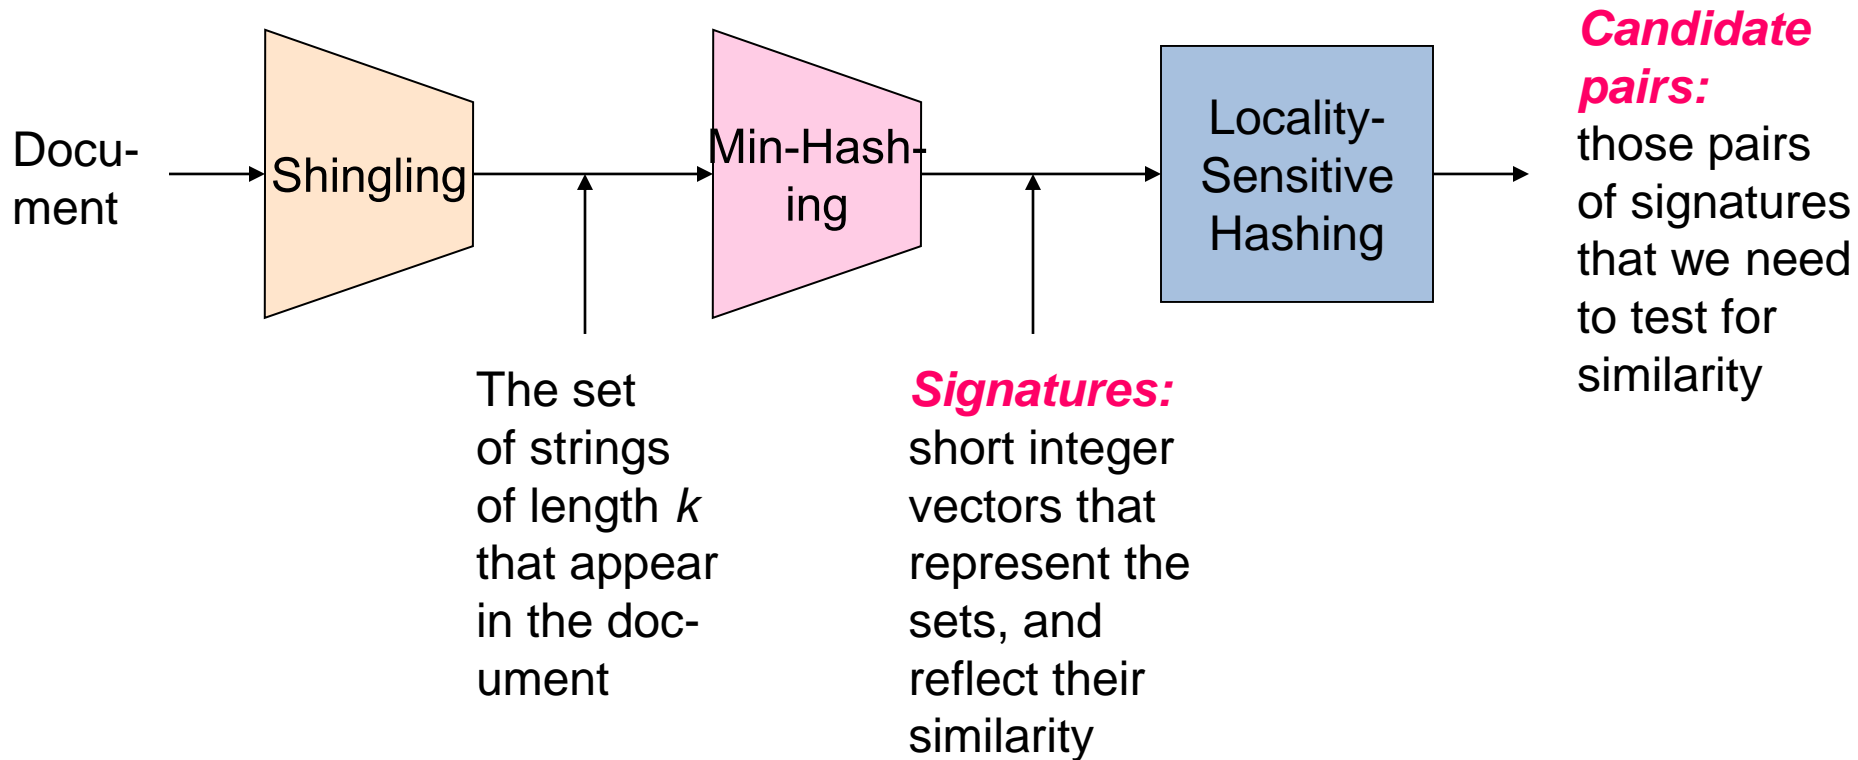 Docu-
ment
Shingling
Min-Hash-
ing
Locality-
Sensitive
Hashing
Candidate
pairs:
those pairs
of signatures
that we need
to test for
similarity
The set
of strings
of length k
that appear
in the doc-
ument
Signatures:
short integer
vectors that
represent the
sets, and
reflect their
similarity